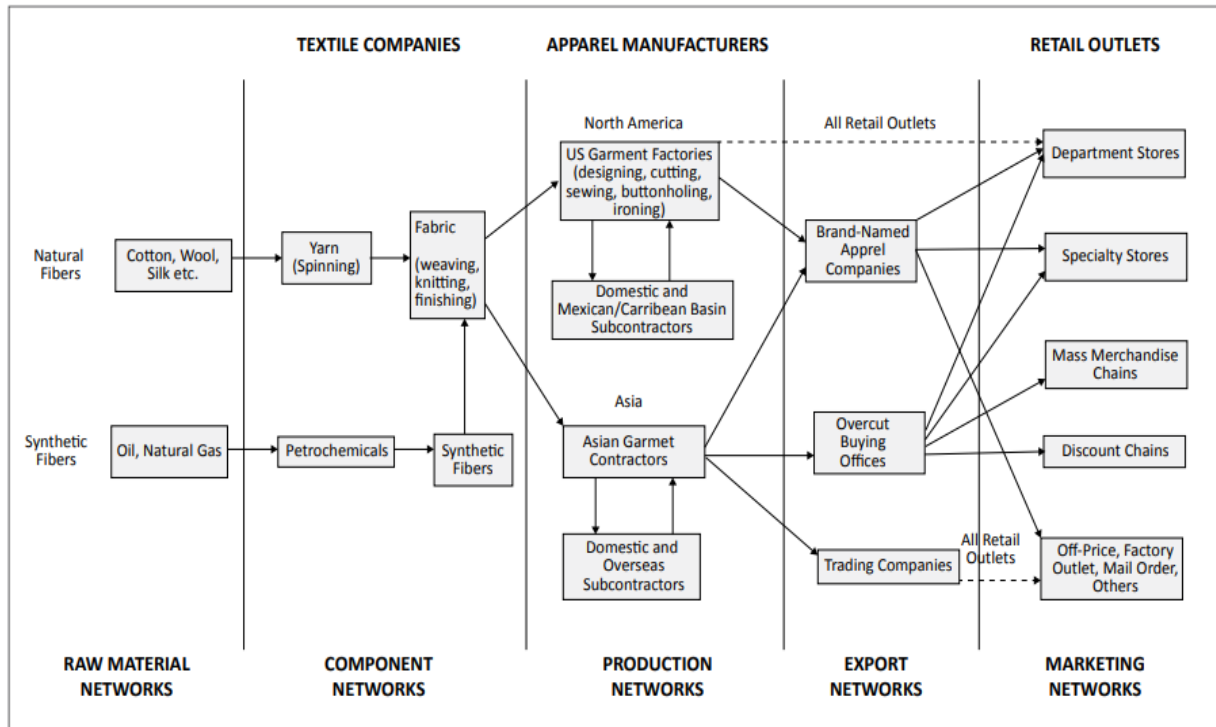 TEXTILE COMPANIES
APPAREL MANUFACTURERS
RETAIL OUTLETS
North America
All Retail Outlets
US Garment Factories
(designing, cutting,
sewing, buttonholing,
ironing)
Department Stores
Natural
Fibers
Cotton, Wool,
Silk etc.
Yarn
(Spinning)
Fabric
(weaving,
knitting,
finishing)
Brand-Named
Apprel
Companies
Specialty Stores
Domestic and
Mexican/Carribean Basin
Subcontractors
Mass Merchandise
Chains
Asia
Synthetic
Fibers
Oil, Natural Gas
Petrochemicals
Synthetic
Fibers
Asian Garmet
Contractors
Overcut
Buying
Offices
Discount Chains
Domestic and
Overseas
Subcontractors
Trading Companies
All Retail
Outlets
Off-Price, Factory
Outlet, Mail Order,
Others
RAW MATERIAL
NETWORKS
COMPONENT
NETWORKS
PRODUCTION
NETWORKS
EXPORT
NETWORKS
MARKETING
NETWORKS